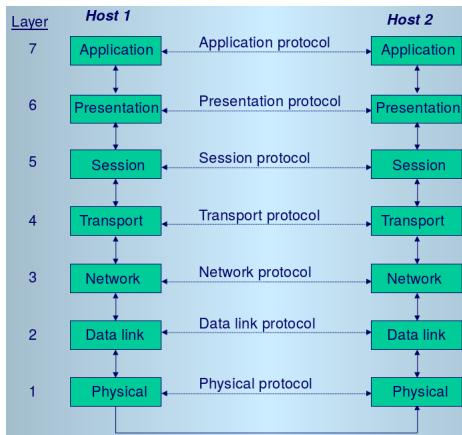 Layer Host 1 Host 2
7 Application Application protocol Application
6 Presentation Presentation protocol Presentation
5 Session Session protocol Session
4 Transport Transport protocol Transport
3 Network Network protocol Network
2 Data link Data link protocol Data link
1 Physical Physical protocol Physical